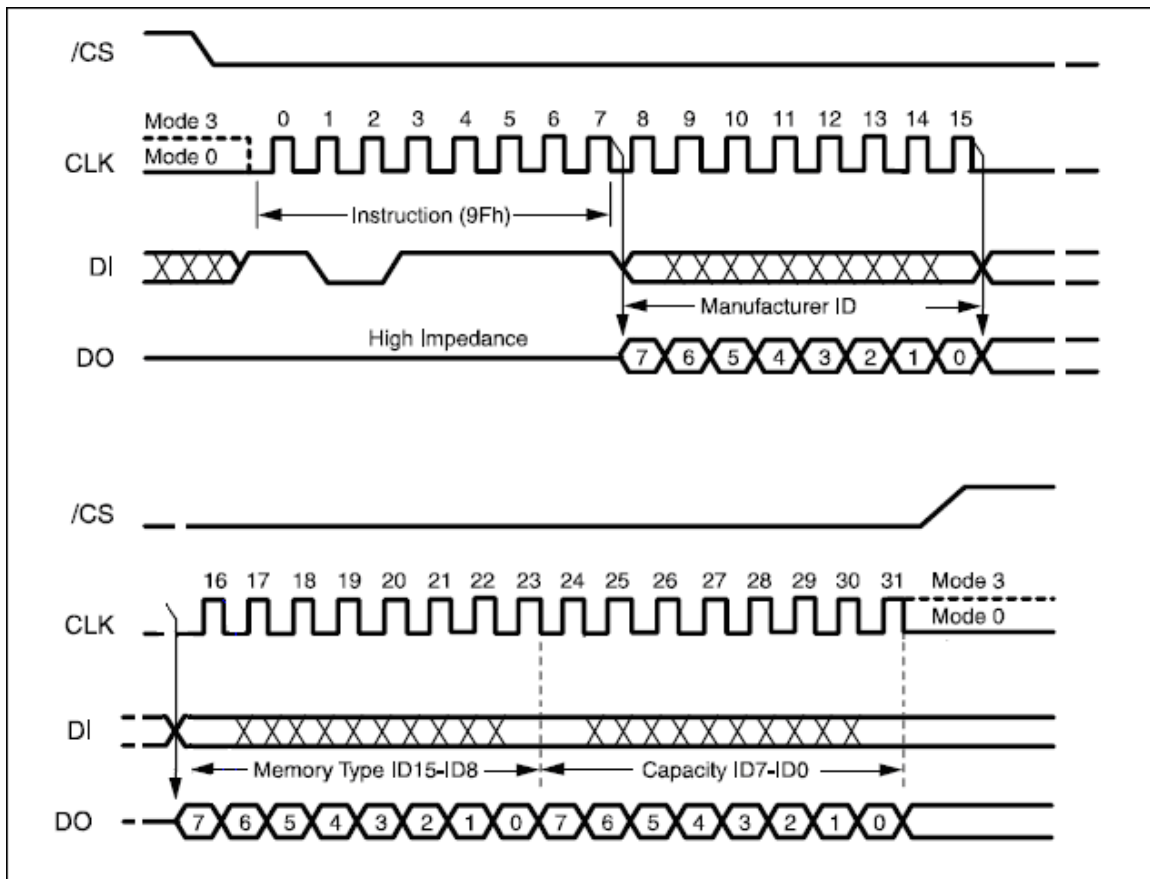 /CS
Mode 3
0 1 2 3 4 5 6 7 8 9 10 11 12 13 14 15
CLK
Mode 0
Instruction (9Fh)
DI
Manufacturer ID
High Impedance
DO
7 6 5 4 3 2 1 0
/CS
16 17 18 19 20 21 22 23 24 25 26 27 28 29 30 31
Mode 3
CLK
Mode 0
DI
Memory Type ID15-ID8
Capacity ID7-ID0
DO
7 6 5 4 3 2 1 0 7 6 5 4 3 2 1 0